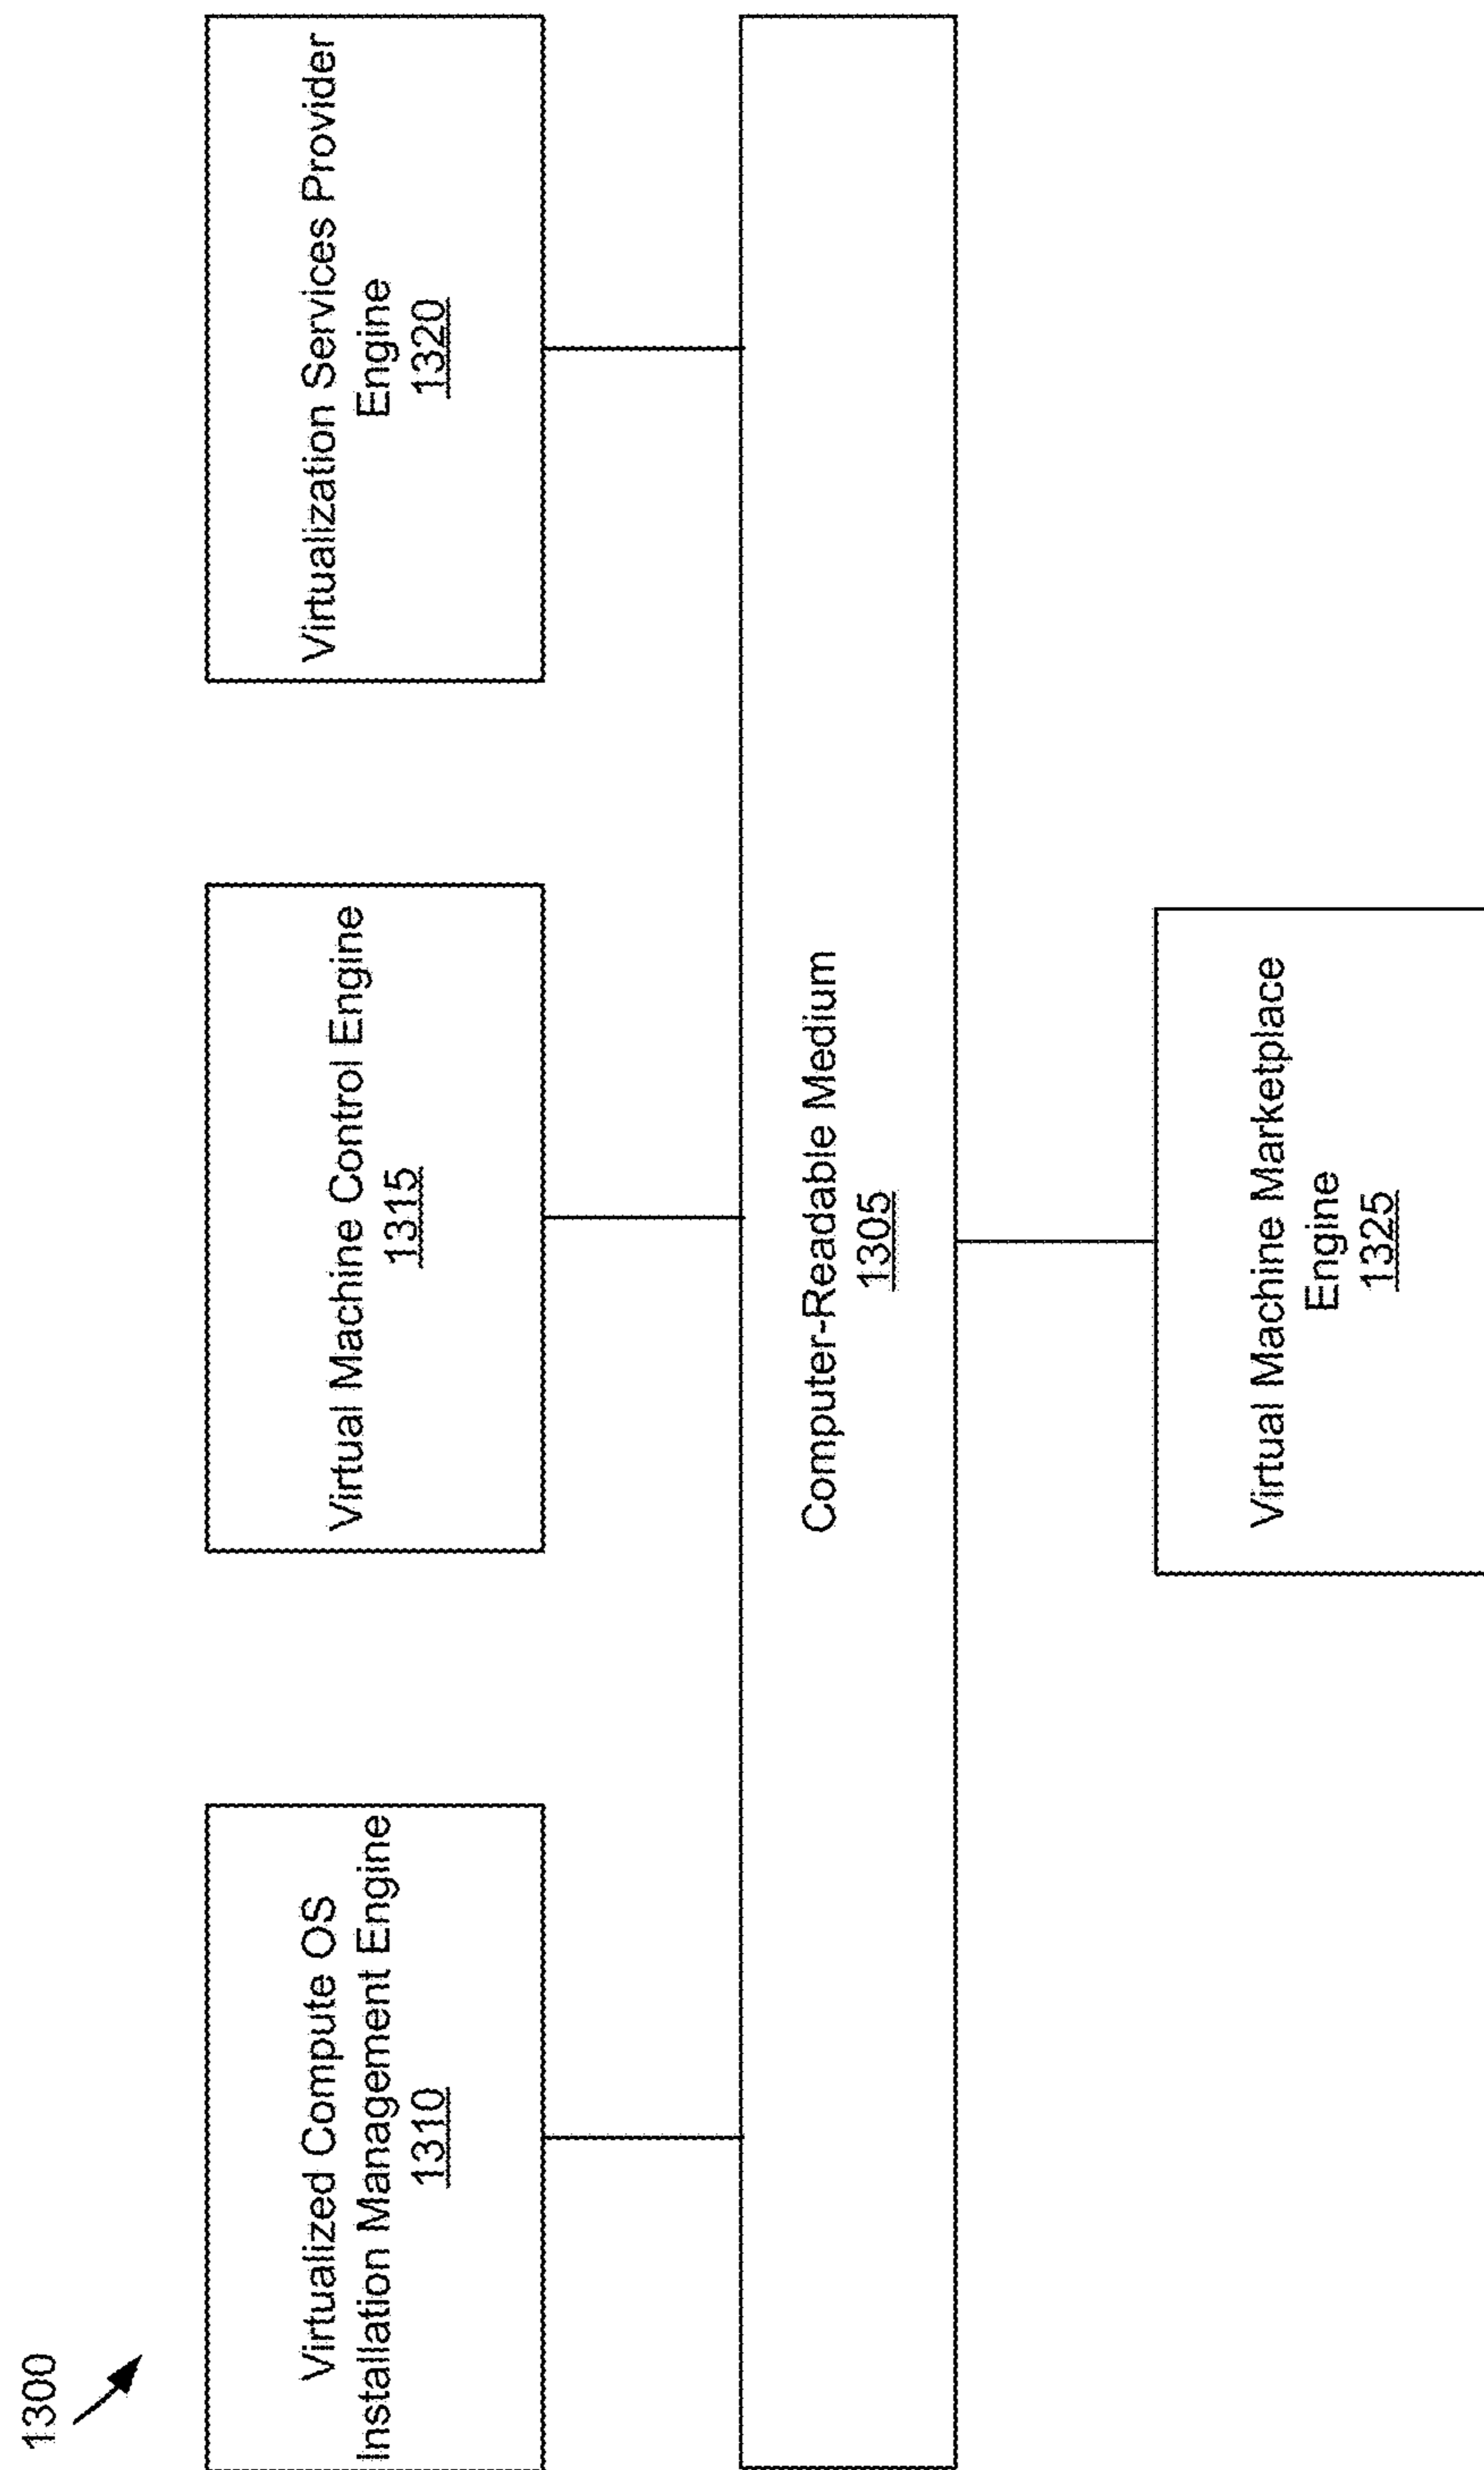 1300
Virtualized Compute OS
Installation Management Engine
1310
Virtual Machine Control Engine
1315
Virtualization Services Provider
Engine
1320
Computer-Readable Medium
1305
Virtual Machine Marketplace
Engine
1325